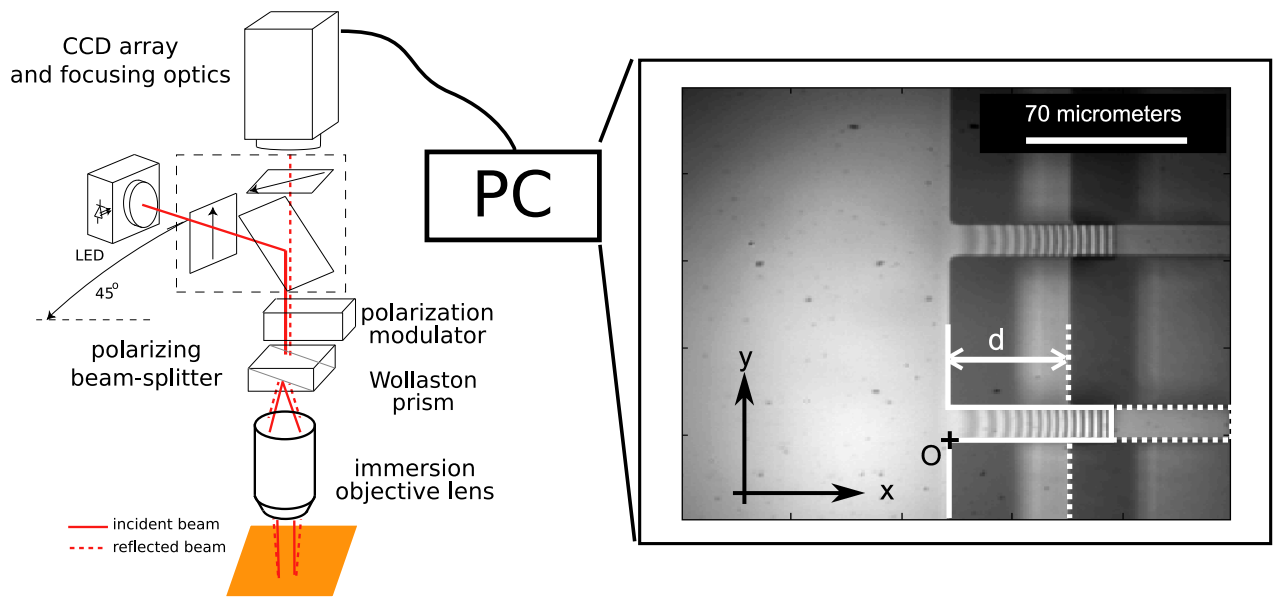 CCD array
and focusing optics
LED
45°
polarizing
beam-splitter
polarization
modulator
Wollaston
prism
immersion
objective lens
incident beam
reflected beam
PC
70 micrometers
d
y
O
x